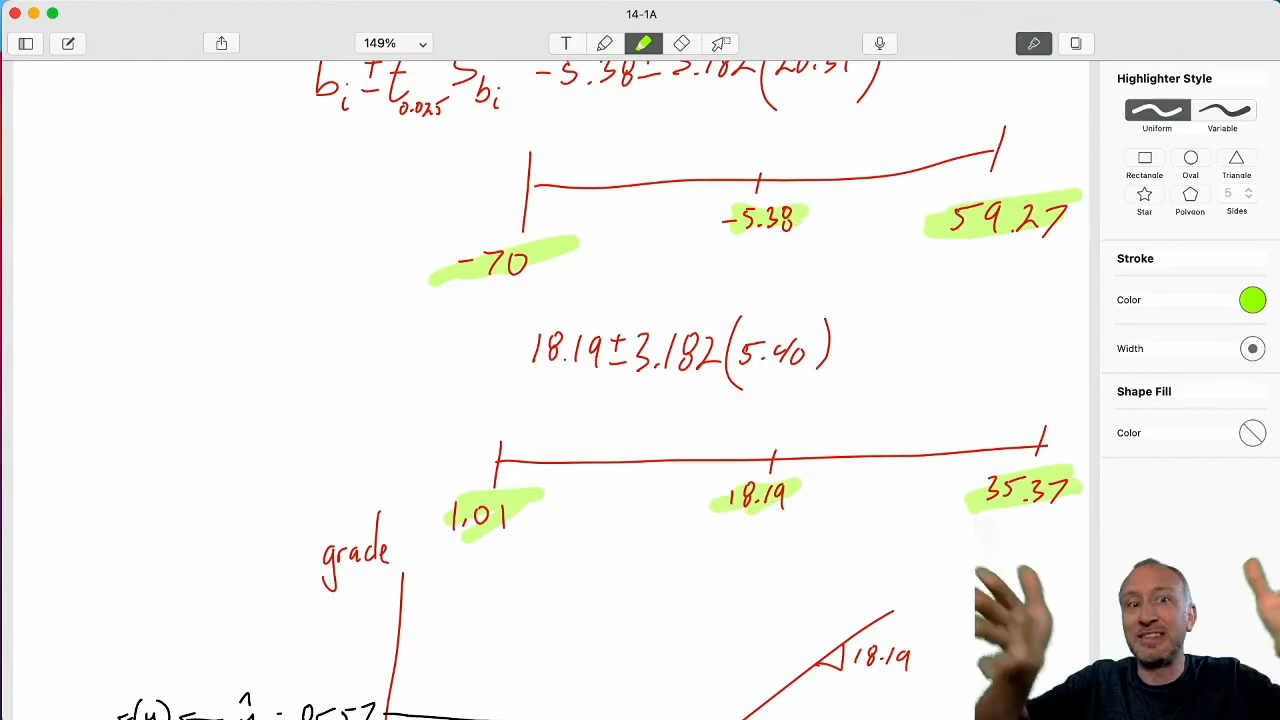 14-1A
149%
T
Highlighter Style
Uniform Variable
Rectangle Oval Triangle
5
Star Polygon Sides
Stroke
Color
Width
Shape Fill
Color
bi ± t0.025 Sbi -5.38 ± 3.182(20.31)
-5.38
59.27
-70
18.19 ± 3.182(5.40)
1.01 18.19 35.37
grade
18.19